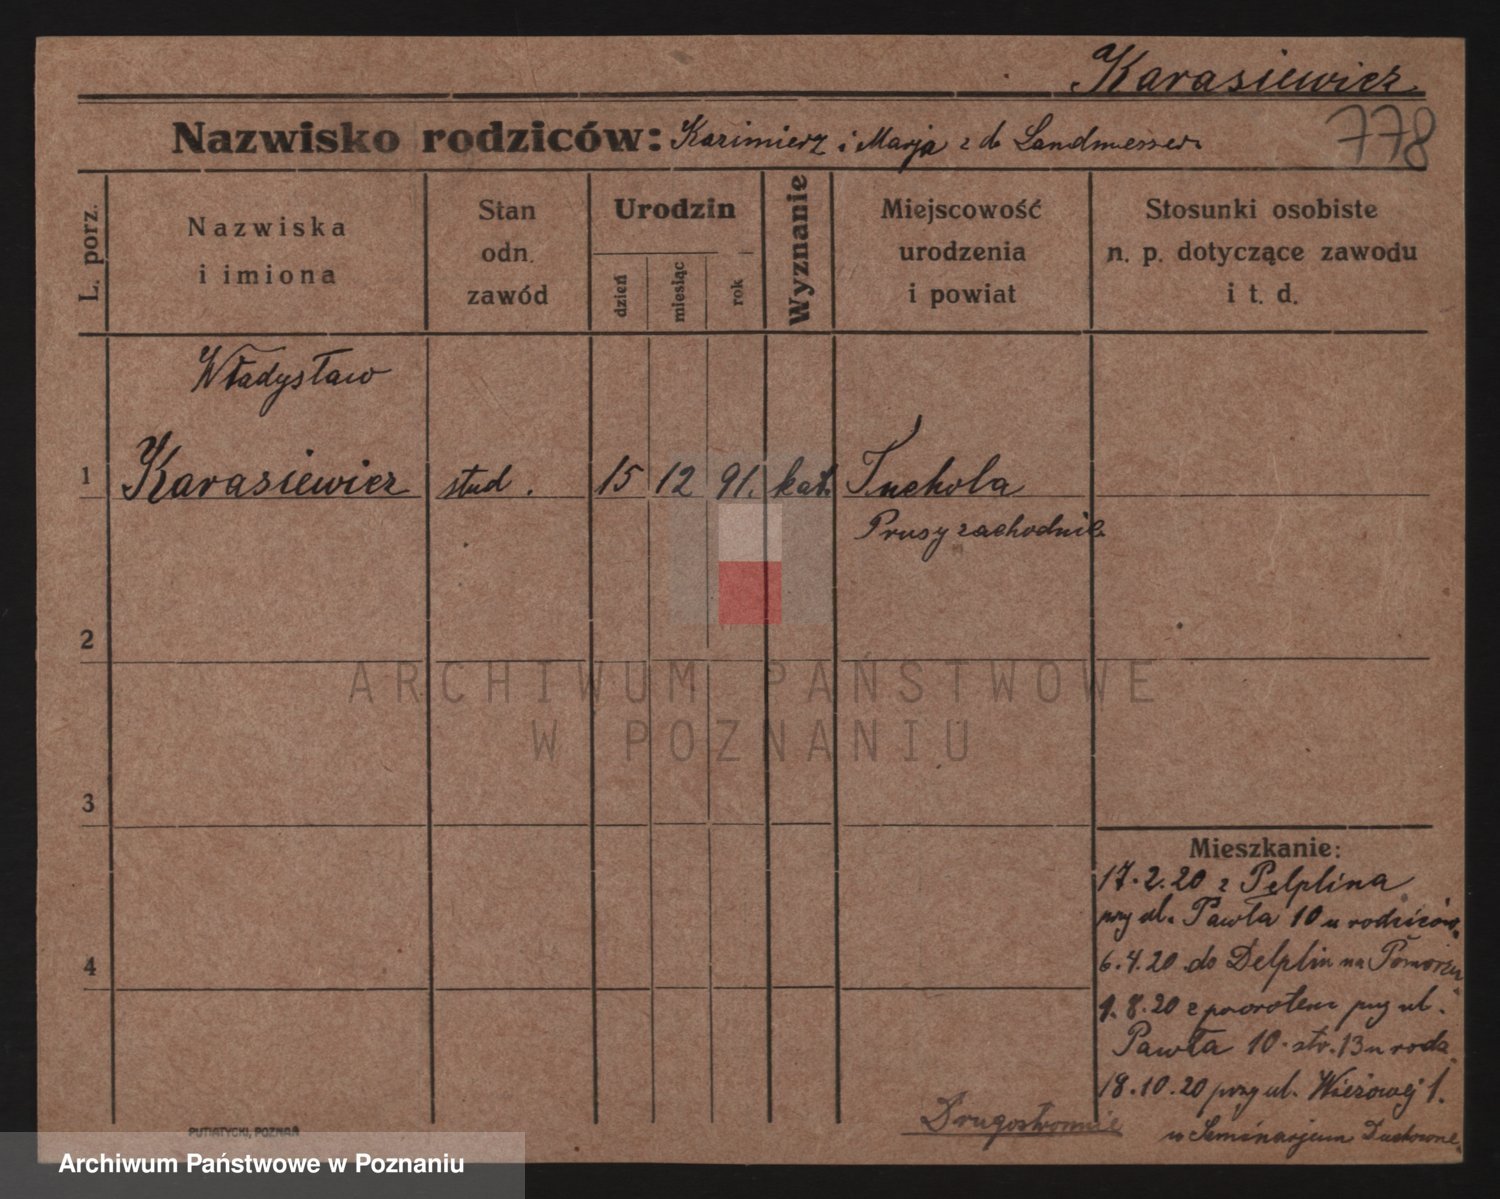 Karasiewicz
778
Nazwisko rodziców: Kazimierz i Marja z d. Landmesser
L. porz.
Nazwiska
i imiona
Stan
odn.
zawód
Urodzin
dzień
miesiąc
rok
Wyznanie
Miejscowość
urodzenia
i powiat
Stosunki osobiste
n. p. dotyczące zawodu
i t. d.
Władysław
1 Karasiewicz stud. 15 12 91. kat. Tuchola
Prusy zachodnie
2
ARCHIWUM PAŃSTWOWE
W POZNANIU
3
Mieszkanie:
17.2.20 z Pelplina
przy ul. Pawła 10 u rodziców.
4
6.4.20 do Pelplin na Pomorzu
9.8.20 z powrotem przy ul.
Pawła 10. str. 13 u rodz.
18.10.20 przy ul. Wieżowej 1.
w Seminarjum Duchowne
Drugostronnie
PUTIATYCKI, POZNAŃ
Archiwum Państwowe w Poznaniu